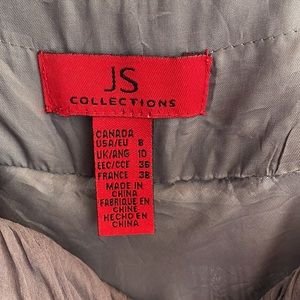 JS
COLLECTIONS
CANADA
USA/EU 8
UK/ANG 10
EEC/CCE 36
FRANCE 38
MADE IN
CHINA
FABRIQUE EN
CHINE
HECHO EN
CHINA